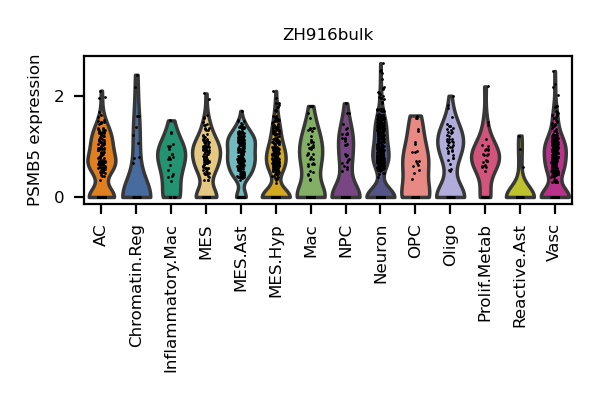 ZH916bulk
PSMB5 expression
2
0
AC
Chromatin.Reg
Inflammatory.Mac
MES
MES.Ast
MES.Hyp
Mac
NPC
Neuron
OPC
Oligo
Prolif.Metab
Reactive.Ast
Vasc